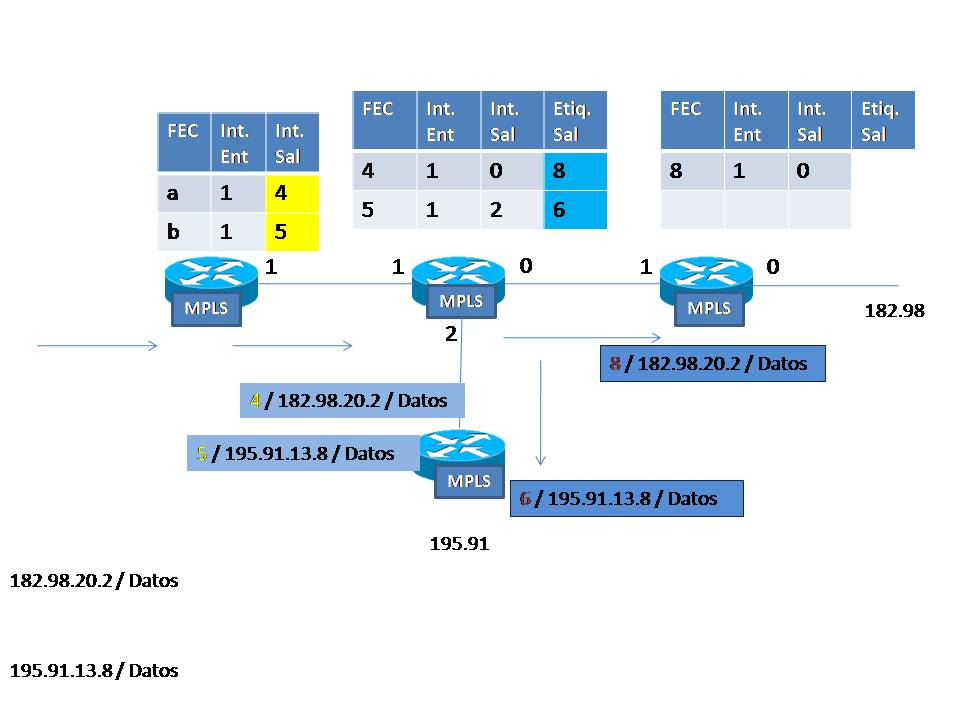 FEC Int. Ent Int. Sal
a 1 4
b 1 5
FEC Int. Ent Int. Sal Etiq. Sal
4 1 0 8
5 1 2 6
FEC Int. Ent Int. Sal Etiq. Sal
8 1 0
1 1 0 1 0
MPLS MPLS MPLS
182.98
2
8 / 182.98.20.2 / Datos
4 / 182.98.20.2 / Datos
5 / 195.91.13.8 / Datos
MPLS
6 / 195.91.13.8 / Datos
195.91
182.98.20.2 / Datos
195.91.13.8 / Datos